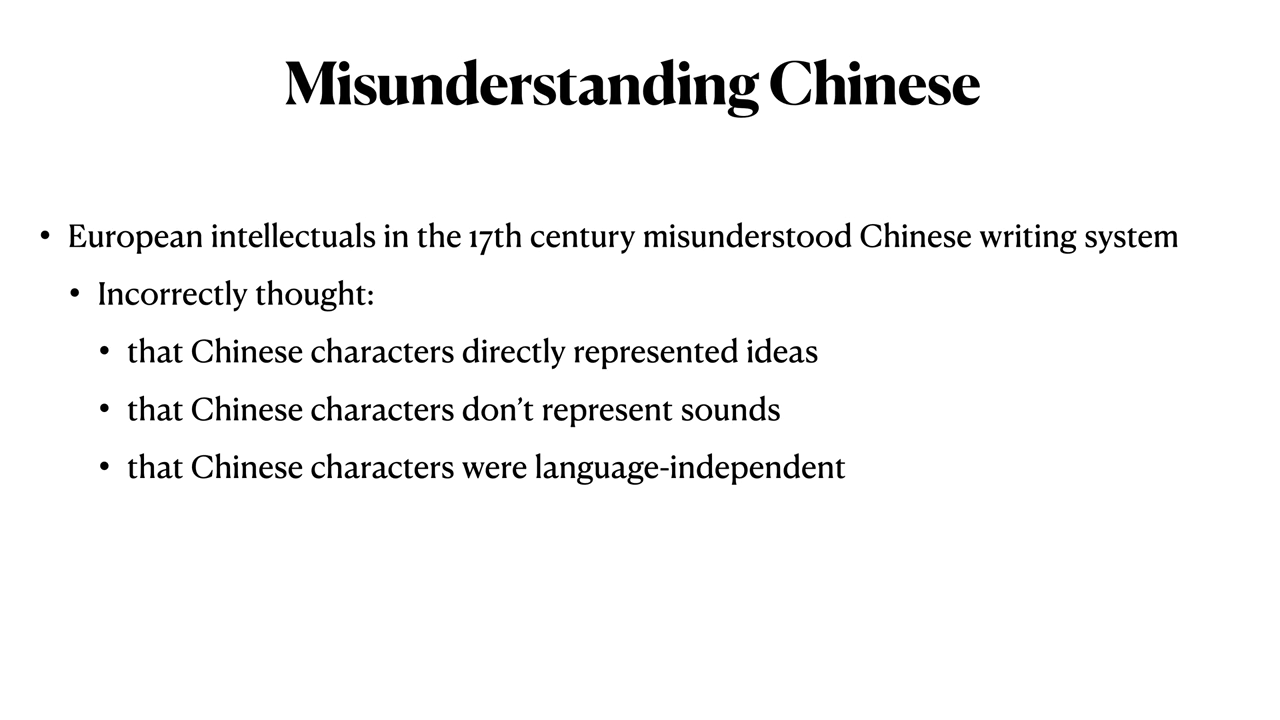 Misunderstanding Chinese
• European intellectuals in the 17th century misunderstood Chinese writing system
• Incorrectly thought:
• that Chinese characters directly represented ideas
• that Chinese characters don’t represent sounds
• that Chinese characters were language-independent